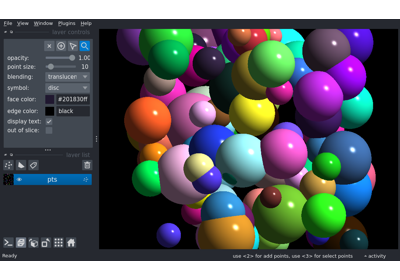 File View Window Plugins Help
layer controls
opacity: 1.00
point size: 10
blending: translucen
symbol: disc
face color: #201830ff
edge color: black
display text:
out of slice:
layer list
pts
Ready use <2> for add points, use <3> for select points activity